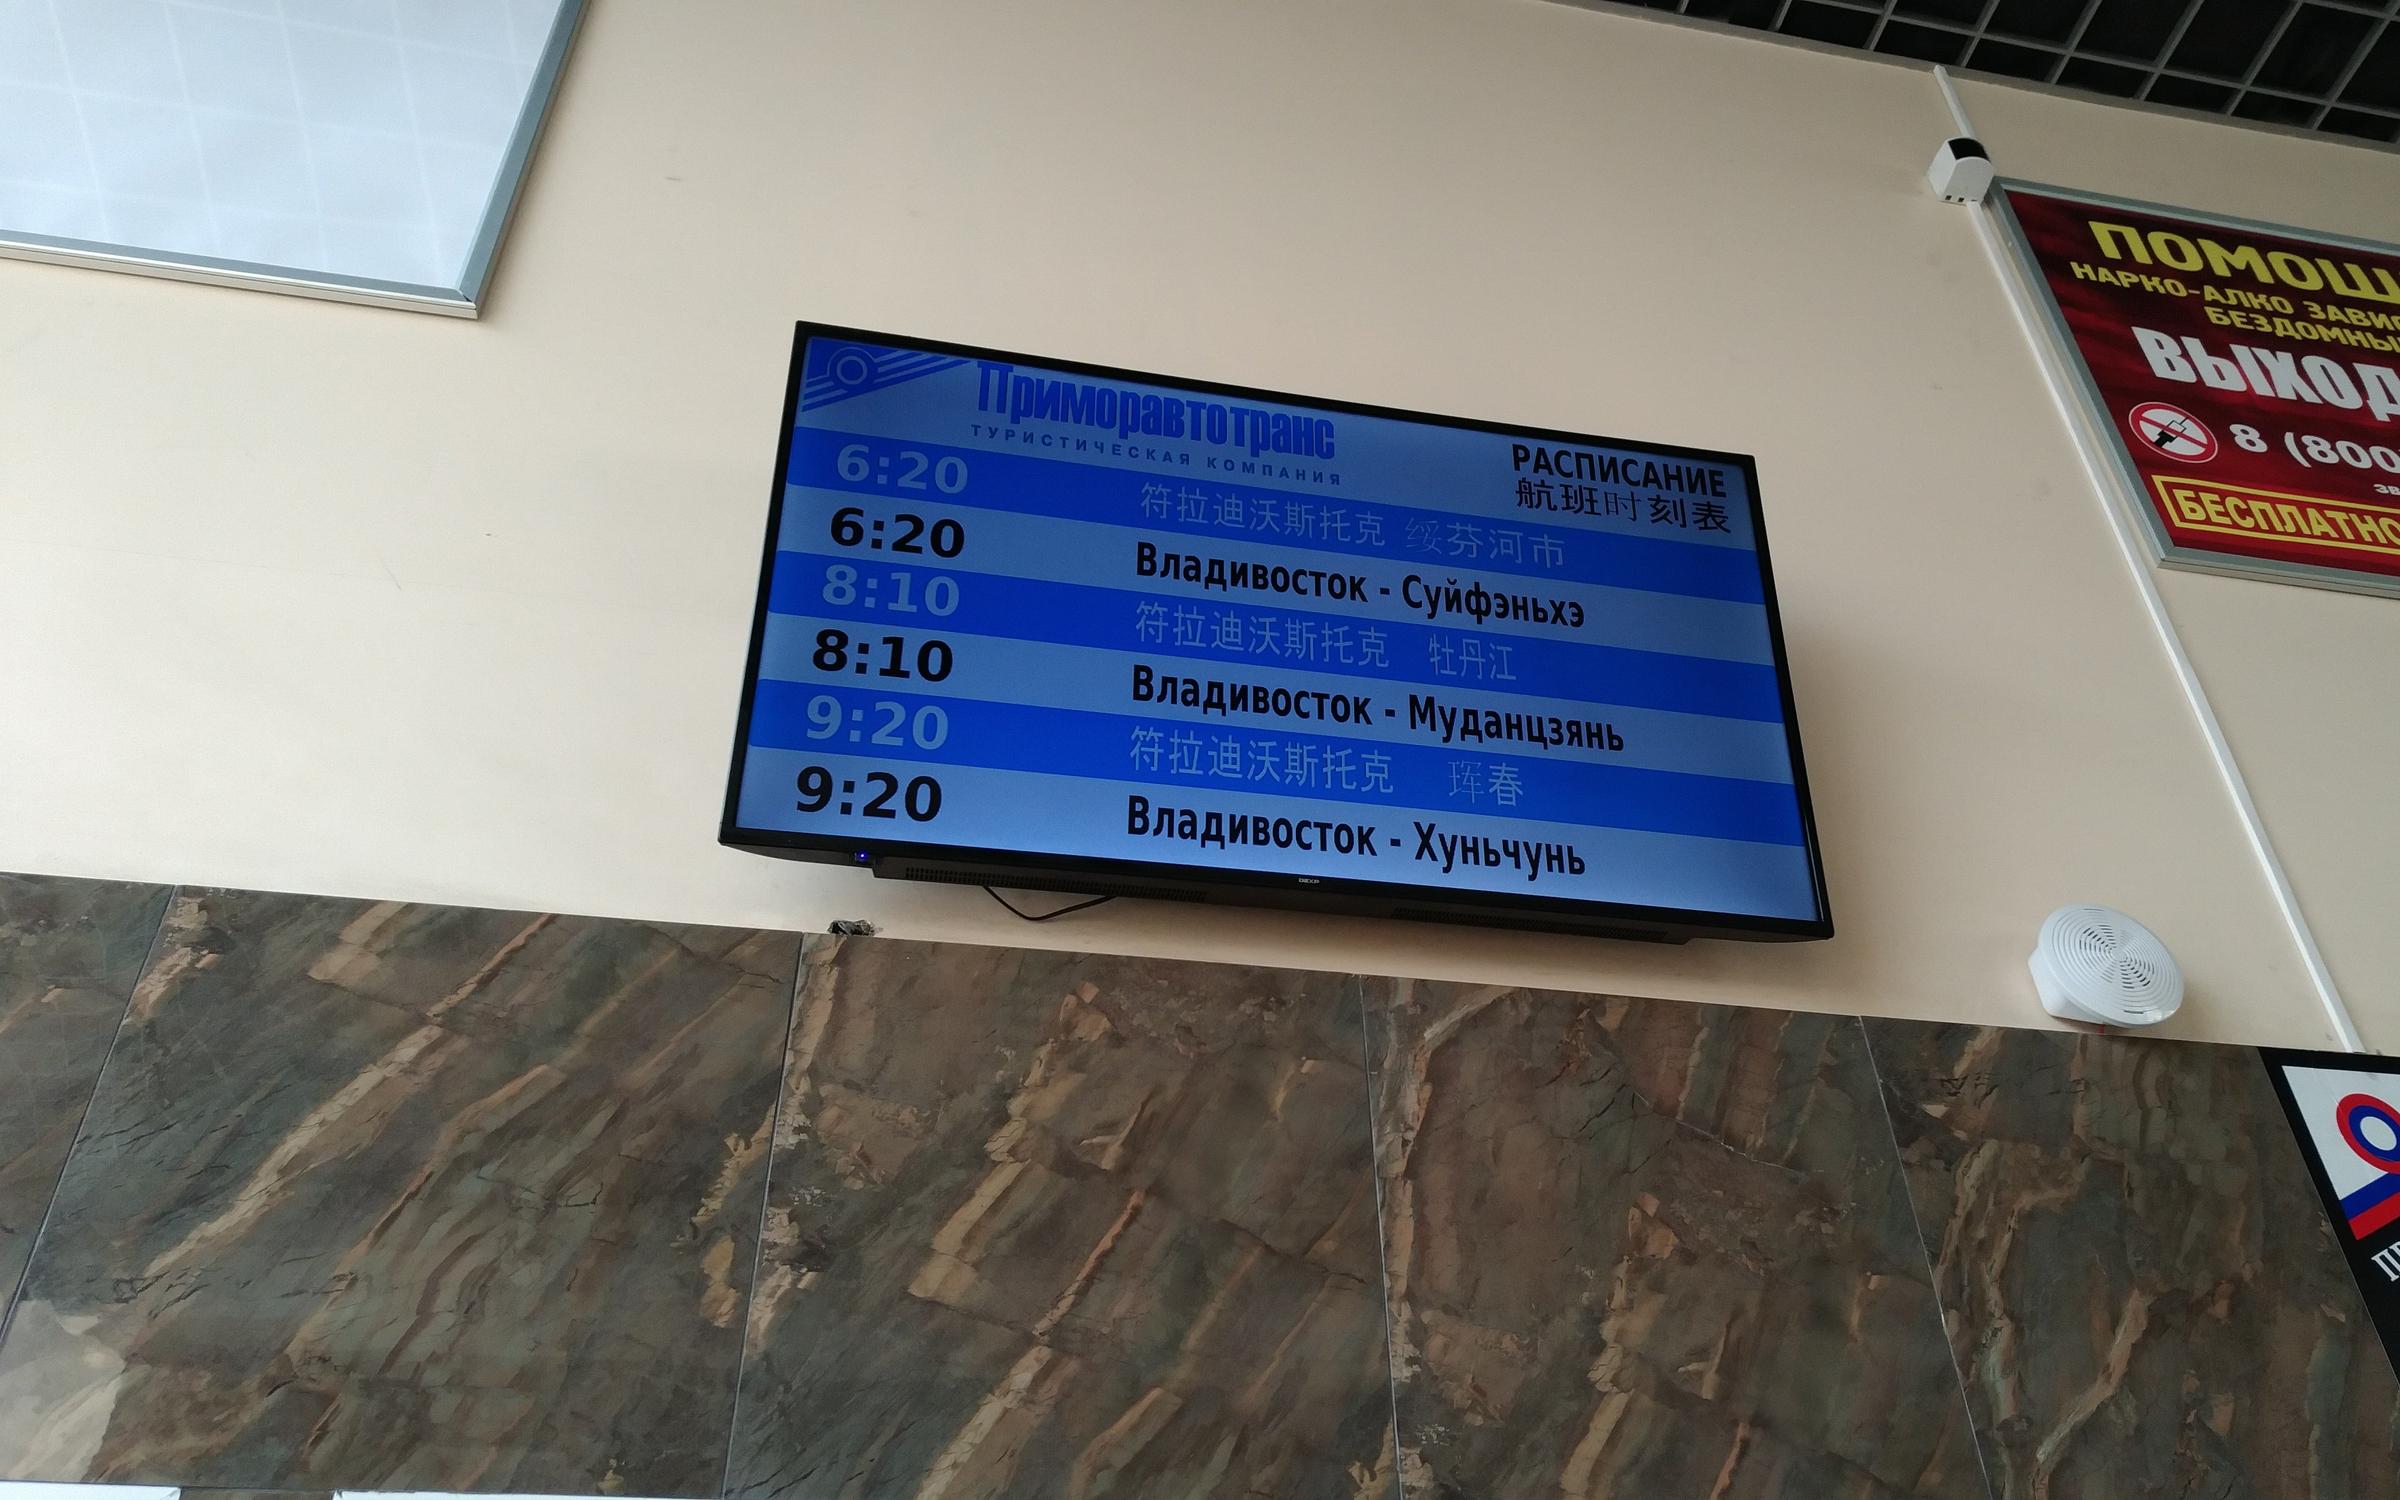 Приморавтотранс
ТУРИСТИЧЕСКАЯ КОМПАНИЯ
РАСПИСАНИЕ
航班时刻表
6:20 符拉迪沃斯托克 绥芬河市
6:20 Владивосток - Суйфэньхэ
8:10 符拉迪沃斯托克 牡丹江
8:10 Владивосток - Муданцзянь
9:20 符拉迪沃斯托克 珲春
9:20 Владивосток - Хуньчунь
DEXP
ПОМОЩ
НАРКО-АЛКО ЗАВИ
БЕЗДОМНЫ
ВЫХОД
8 (800
БЕСПЛАТНО